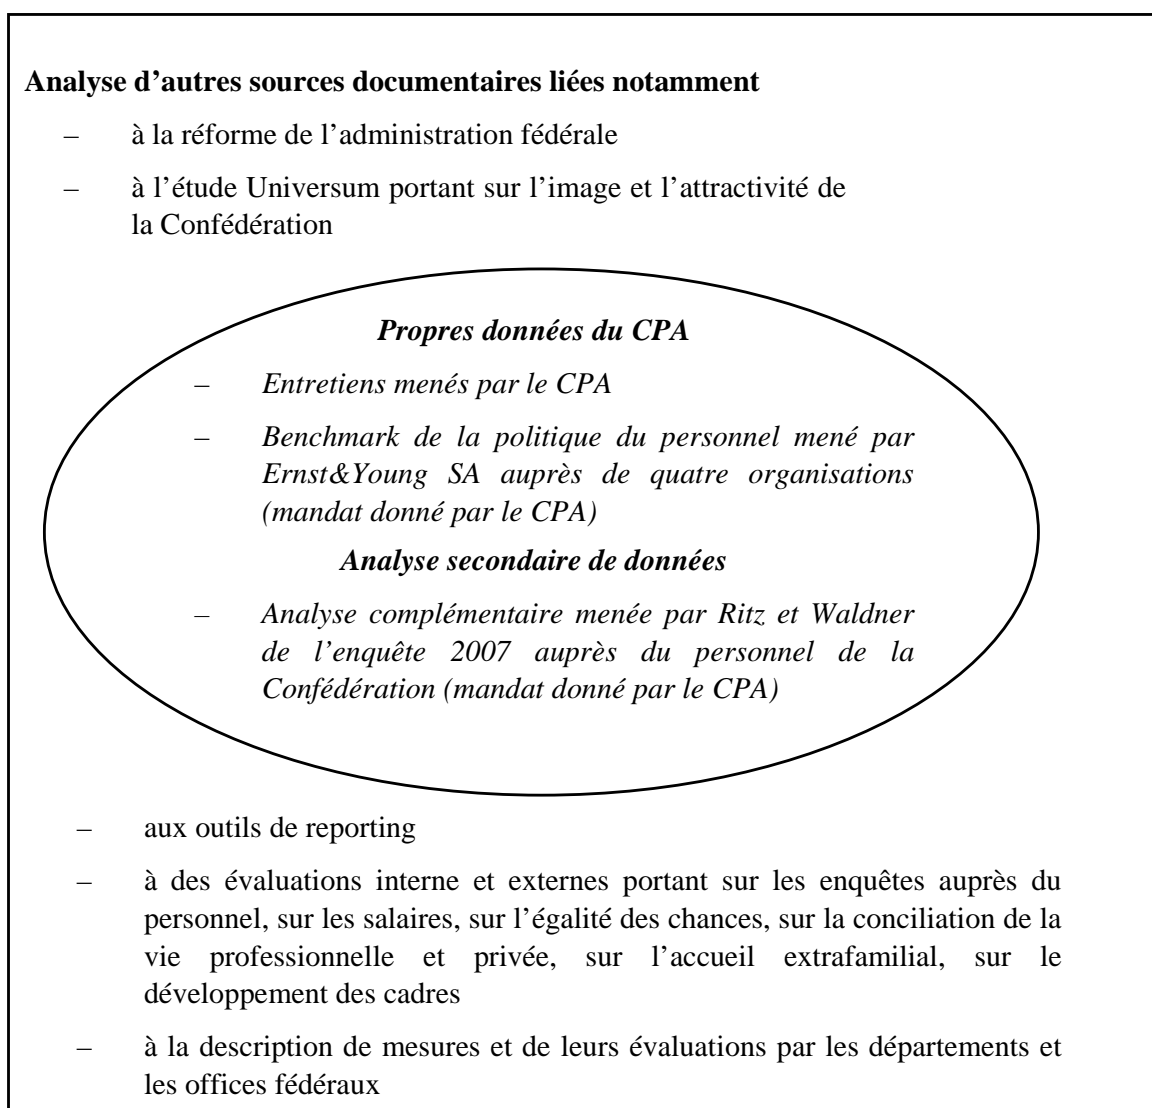 Analyse d’autres sources documentaires liées notamment
– à la réforme de l’administration fédérale
– à l’étude Universum portant sur l’image et l’attractivité de
la Confédération
Propres données du CPA
– Entretiens menés par le CPA
– Benchmark de la politique du personnel mené par
Ernst&Young SA auprès de quatre organisations
(mandat donné par le CPA)
Analyse secondaire de données
– Analyse complémentaire menée par Ritz et Waldner
de l’enquête 2007 auprès du personnel de la
Confédération (mandat donné par le CPA)
– aux outils de reporting
– à des évaluations interne et externes portant sur les enquêtes auprès du
personnel, sur les salaires, sur l’égalité des chances, sur la conciliation de la
vie professionnelle et privée, sur l’accueil extrafamilial, sur le
développement des cadres
– à la description de mesures et de leurs évaluations par les départements et
les offices fédéraux